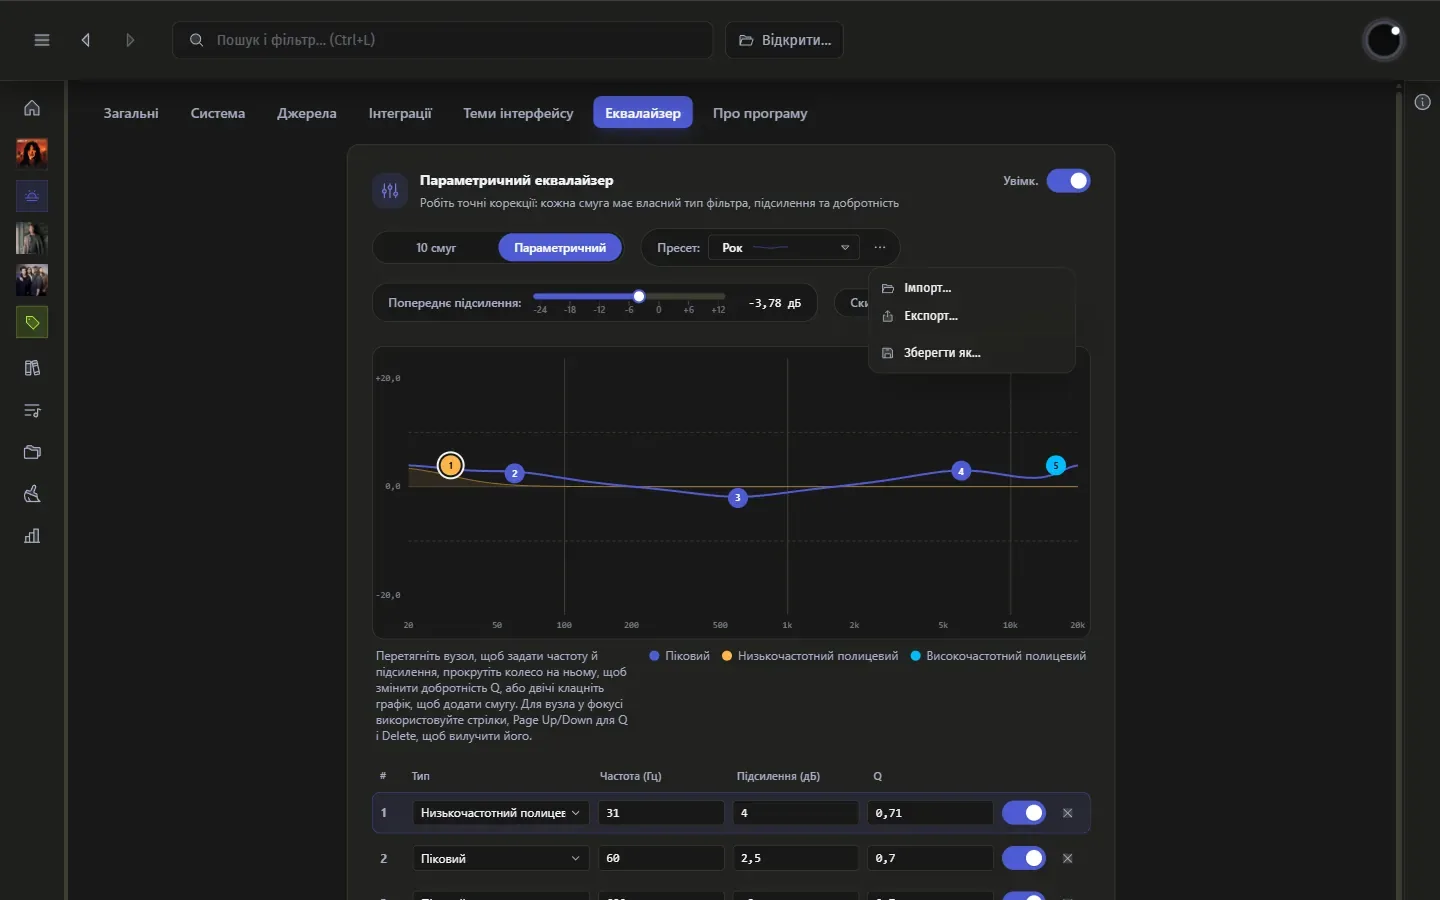 Пошук і фільтр... (Ctrl+L)
Відкрити...
Загальні
Система
Джерела
Інтеграції
Теми інтерфейсу
Еквалайзер
Про програму
Параметричний еквалайзер
Робіть точні корекції: кожна смуга має власний тип фільтра, підсилення та добротність
Увімк.
10 смуг
Параметричний
Пресет:
Рок
Попереднє підсилення:
-24 -18 -12 -6 0 +6 +12
-3,78 дБ
Ски
Імпорт...
Експорт...
Зберегти як...
+20,0
0,0
-20,0
1
2
3
4
5
20 50 100 200 500 1k 2k 5k 10k 20k
Перетягніть вузол, щоб задати частоту й
підсилення, прокрутіть колесо на ньому, щоб
змінити добротність Q, або двічі клацніть
графік, щоб додати смугу. Для вузла у фокусі
використовуйте стрілки, Page Up/Down для Q
і Delete, щоб вилучити його.
Піковий
Низькочастотний полицевий
Високочастотний полицевий
# Тип Частота (Гц) Підсилення (дБ) Q
1 Низькочастотний полицев 31 4 0,71
2 Піковий 60 2,5 0,7